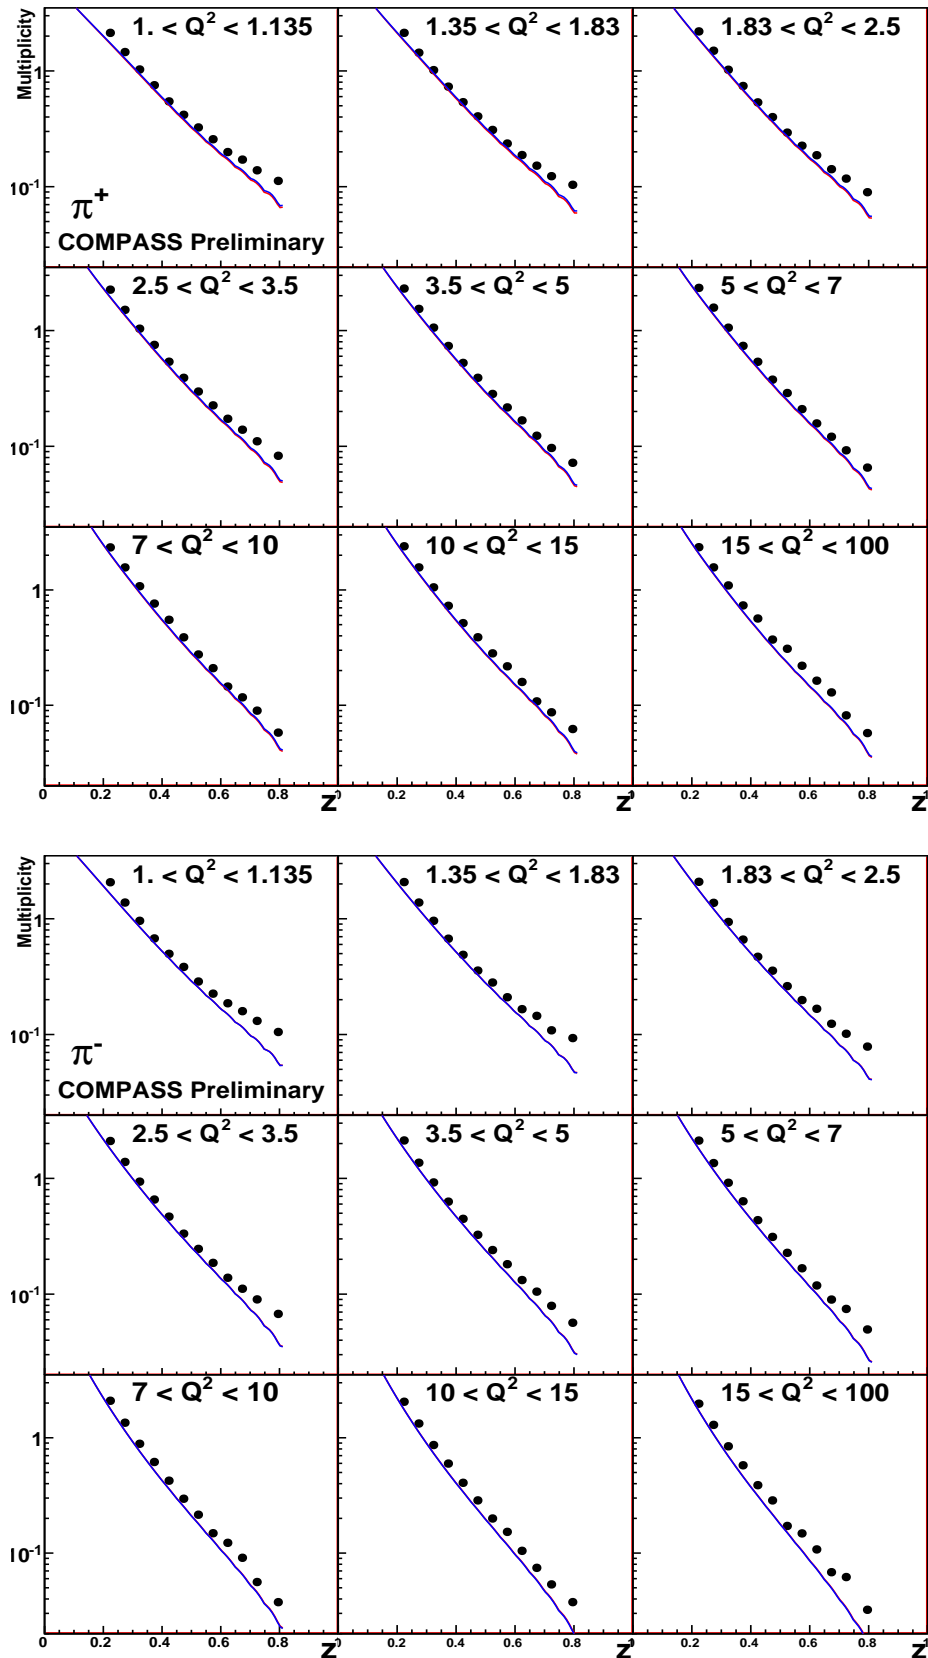 Multiplicity
1. < Q² < 1.135
1.35 < Q² < 1.83
1.83 < Q² < 2.5
1
10⁻¹
π⁺
COMPASS Preliminary
2.5 < Q² < 3.5
3.5 < Q² < 5
5 < Q² < 7
1
10⁻¹
7 < Q² < 10
10 < Q² < 15
15 < Q² < 100
1
10⁻¹
0 0.2 0.4 0.6 0.8 z
0.2 0.4 0.6 0.8 z
0.2 0.4 0.6 0.8 1 z
Multiplicity
1. < Q² < 1.135
1.35 < Q² < 1.83
1.83 < Q² < 2.5
1
10⁻¹
π⁻
COMPASS Preliminary
2.5 < Q² < 3.5
3.5 < Q² < 5
5 < Q² < 7
1
10⁻¹
7 < Q² < 10
10 < Q² < 15
15 < Q² < 100
1
10⁻¹
0 0.2 0.4 0.6 0.8 z
0.2 0.4 0.6 0.8 z
0.2 0.4 0.6 0.8 1 z